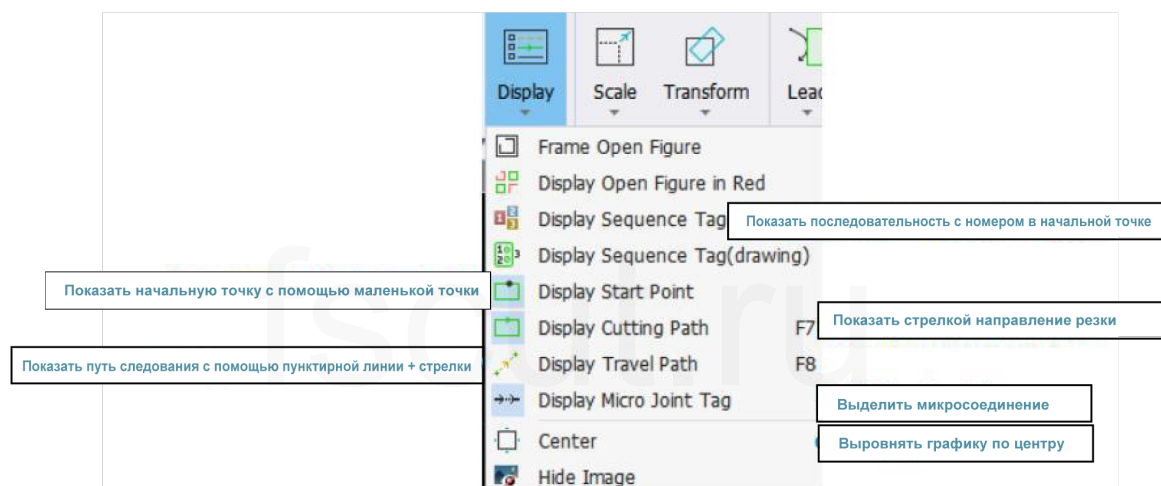 Display Scale Transform Lead
Frame Open Figure
Display Open Figure in Red
Display Sequence Tag
Показать последовательность с номером в начальной точке
Display Sequence Tag(drawing)
Показать начальную точку с помощью маленькой точки
Display Start Point
Display Cutting Path F7
Показать стрелкой направление резки
Показать путь следования с помощью пунктирной линии + стрелки
Display Travel Path F8
Display Micro Joint Tag
Выделить микросоединение
Center
Выровнять графику по центру
Hide Image